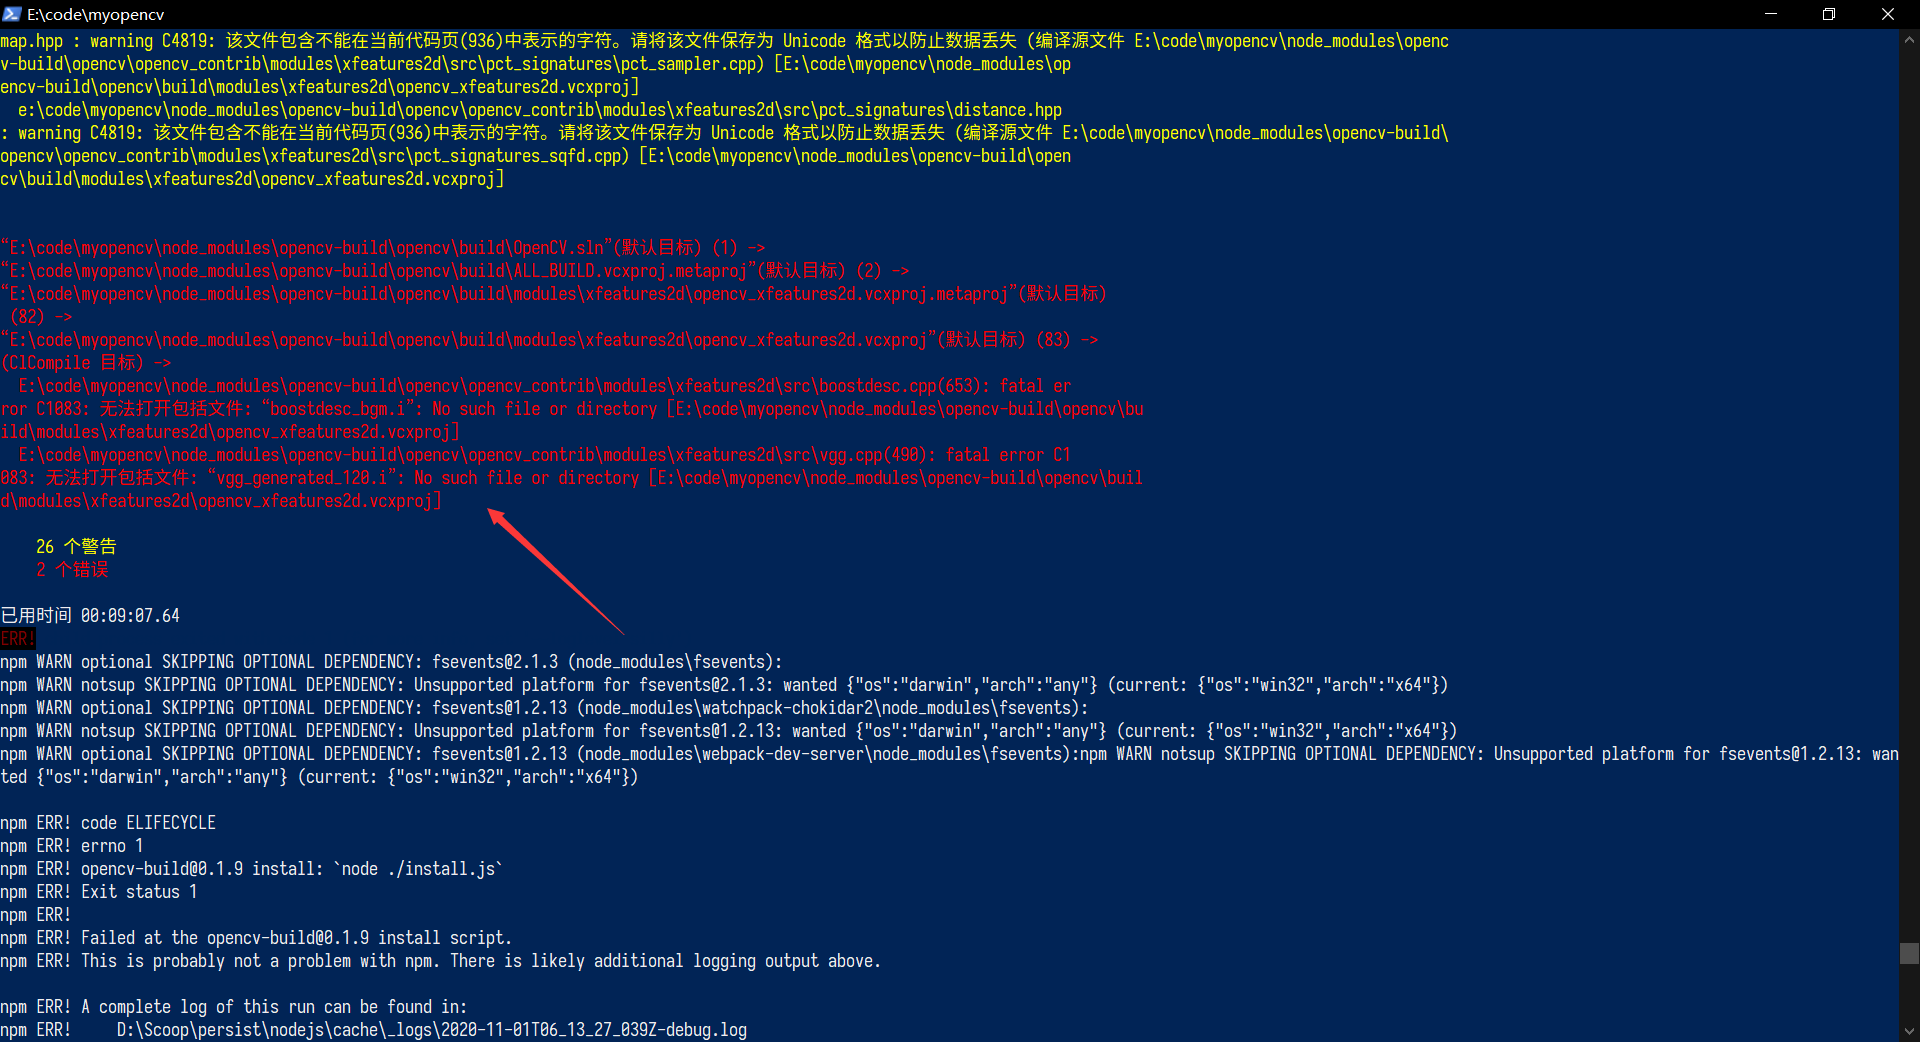 E:\code\myopencv
map.hpp : warning C4819: 该文件包含不能在当前代码页(936)中表示的字符。请将该文件保存为 Unicode 格式以防止数据丢失 (编译源文件 E:\code\myopencv\node_modules\openc
v-build\opencv\opencv_contrib\modules\xfeatures2d\src\pct_signatures\pct_sampler.cpp) [E:\code\myopencv\node_modules\op
encv-build\opencv\build\modules\xfeatures2d\opencv_xfeatures2d.vcxproj]
e:\code\myopencv\node_modules\opencv-build\opencv\opencv_contrib\modules\xfeatures2d\src\pct_signatures\distance.hpp
: warning C4819: 该文件包含不能在当前代码页(936)中表示的字符。请将该文件保存为 Unicode 格式以防止数据丢失 (编译源文件 E:\code\myopencv\node_modules\opencv-build\
opencv\opencv_contrib\modules\xfeatures2d\src\pct_signatures_sqfd.cpp) [E:\code\myopencv\node_modules\opencv-build\open
cv\build\modules\xfeatures2d\opencv_xfeatures2d.vcxproj]
“E:\code\myopencv\node_modules\opencv-build\opencv\build\OpenCV.sln”(默认目标) (1) ->
“E:\code\myopencv\node_modules\opencv-build\opencv\build\ALL_BUILD.vcxproj.metaproj”(默认目标) (2) ->
“E:\code\myopencv\node_modules\opencv-build\opencv\build\modules\xfeatures2d\opencv_xfeatures2d.vcxproj.metaproj”(默认目标)
(82) ->
“E:\code\myopencv\node_modules\opencv-build\opencv\build\modules\xfeatures2d\opencv_xfeatures2d.vcxproj”(默认目标) (83) ->
(ClCompile 目标) ->
E:\code\myopencv\node_modules\opencv-build\opencv\opencv_contrib\modules\xfeatures2d\src\boostdesc.cpp(653): fatal er
ror C1083: 无法打开包括文件: “boostdesc_bgm.i”: No such file or directory [E:\code\myopencv\node_modules\opencv-build\opencv\bu
ild\modules\xfeatures2d\opencv_xfeatures2d.vcxproj]
E:\code\myopencv\node_modules\opencv-build\opencv\opencv_contrib\modules\xfeatures2d\src\vgg.cpp(490): fatal error C1
083: 无法打开包括文件: “vgg_generated_120.i”: No such file or directory [E:\code\myopencv\node_modules\opencv-build\opencv\buil
d\modules\xfeatures2d\opencv_xfeatures2d.vcxproj]
26 个警告
2 个错误
已用时间 00:09:07.64
ERR!
npm WARN optional SKIPPING OPTIONAL DEPENDENCY: fsevents@2.1.3 (node_modules\fsevents):
npm WARN notsup SKIPPING OPTIONAL DEPENDENCY: Unsupported platform for fsevents@2.1.3: wanted {"os":"darwin","arch":"any"} (current: {"os":"win32","arch":"x64"})
npm WARN optional SKIPPING OPTIONAL DEPENDENCY: fsevents@1.2.13 (node_modules\watchpack-chokidar2\node_modules\fsevents):
npm WARN notsup SKIPPING OPTIONAL DEPENDENCY: Unsupported platform for fsevents@1.2.13: wanted {"os":"darwin","arch":"any"} (current: {"os":"win32","arch":"x64"})
npm WARN optional SKIPPING OPTIONAL DEPENDENCY: fsevents@1.2.13 (node_modules\webpack-dev-server\node_modules\fsevents):npm WARN notsup SKIPPING OPTIONAL DEPENDENCY: Unsupported platform for fsevents@1.2.13: wan
ted {"os":"darwin","arch":"any"} (current: {"os":"win32","arch":"x64"})
npm ERR! code ELIFECYCLE
npm ERR! errno 1
npm ERR! opencv-build@0.1.9 install: `node ./install.js`
npm ERR! Exit status 1
npm ERR!
npm ERR! Failed at the opencv-build@0.1.9 install script.
npm ERR! This is probably not a problem with npm. There is likely additional logging output above.
npm ERR! A complete log of this run can be found in:
npm ERR!     D:\Scoop\persist\nodejs\cache\_logs\2020-11-01T06_13_27_039Z-debug.log